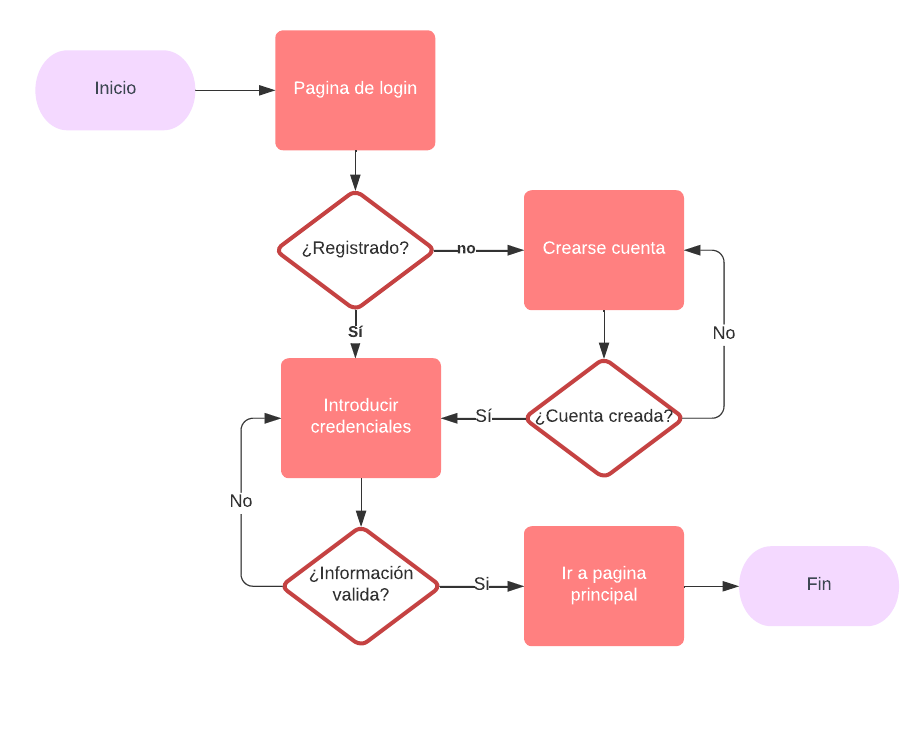 Inicio
Pagina de login
¿Registrado?
no
Crearse cuenta
Sí
No
Introducir
credenciales
Sí
¿Cuenta creada?
No
¿Información
valida?
Si
Ir a pagina
principal
Fin